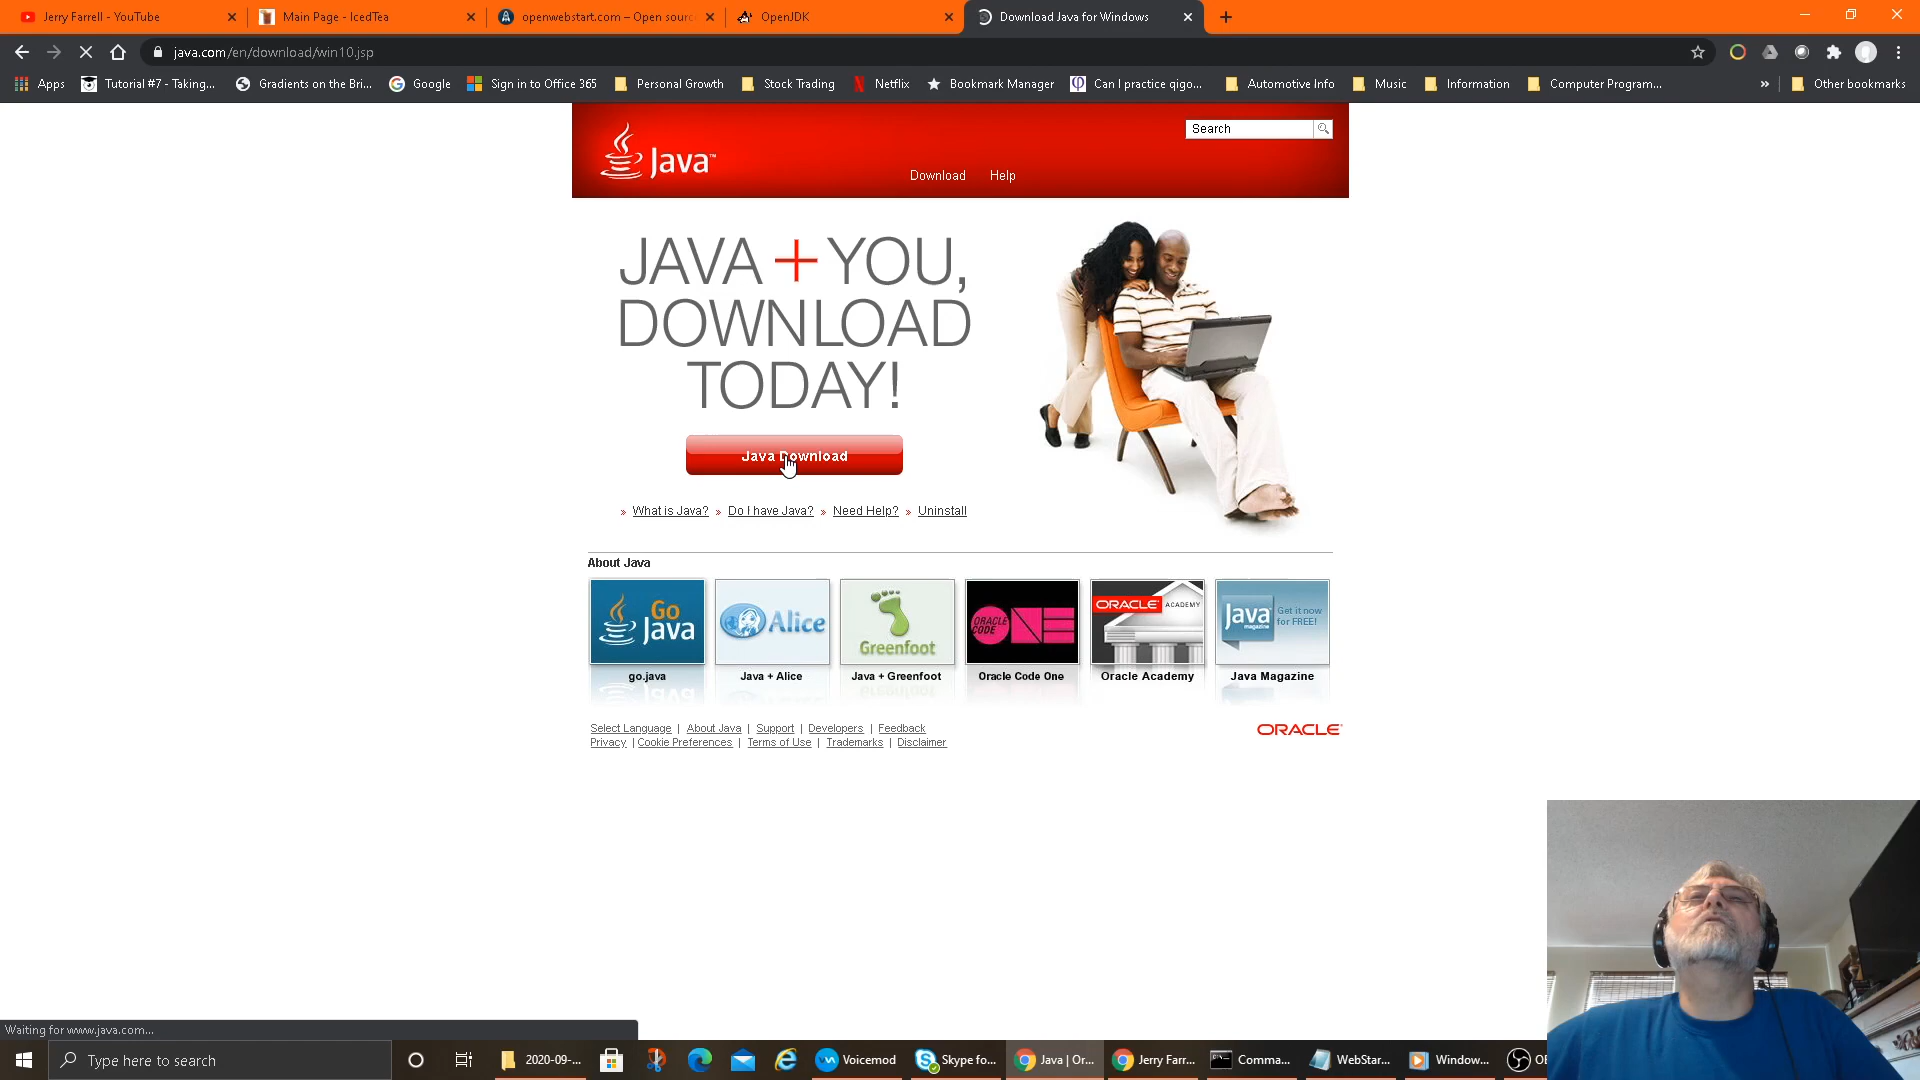 Jerry Farrell - YouTube
Main Page - IcedTea
openwebstart.com – Open sourc
OpenJDK
Download Java for Windows
java.com/en/download/win10.jsp
Apps
Tutorial #7 - Taking...
Gradients on the Bri...
Google
Sign in to Office 365
Personal Growth
Stock Trading
Netflix
Bookmark Manager
Can I practice qigo...
Automotive Info
Music
Information
Computer Program...
»
Other bookmarks
Java™
Search
Download
Help
JAVA + YOU,
DOWNLOAD
TODAY!
Java Download
» What is Java? » Do I have Java? » Need Help? » Uninstall
About Java
Go Java
Alice
Greenfoot
ORACLE CODE ONE
ORACLE ACADEMY
Java magazine Get it now for FREE!
go.java
Java + Alice
Java + Greenfoot
Oracle Code One
Oracle Academy
Java Magazine
Select Language | About Java | Support | Developers | Feedback
Privacy | Cookie Preferences | Terms of Use | Trademarks | Disclaimer
ORACLE
Waiting for www.java.com...
Type here to search
2020-09-...
Voicemod
Skype fo...
Java | Or...
Jerry Farr...
Comma...
WebStar...
Window...
OB